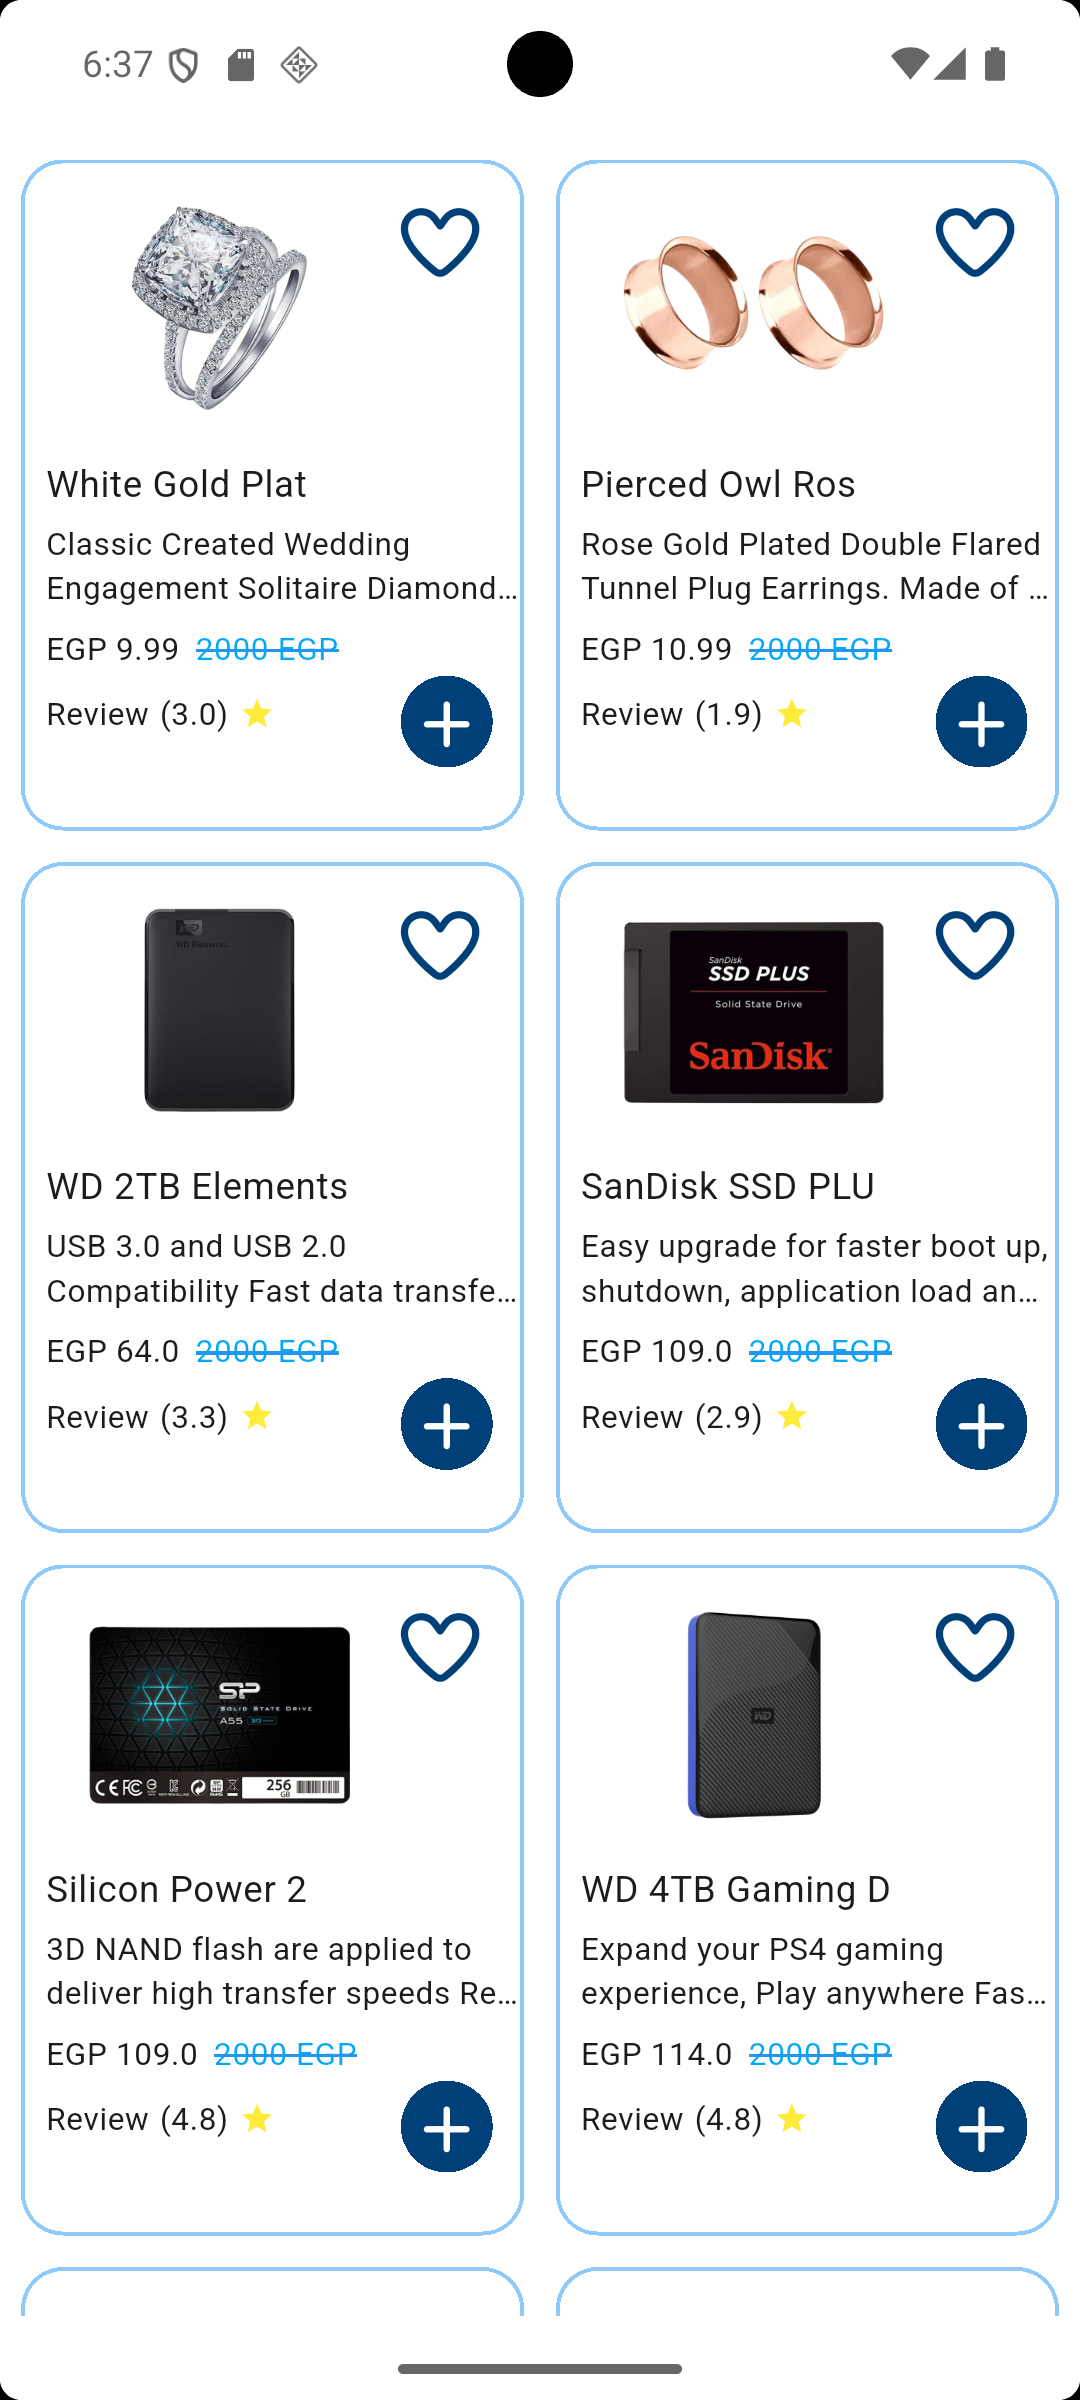 6:37
White Gold Plat
Classic Created Wedding
Engagement Solitaire Diamond…
EGP 9.99 2000 EGP
Review (3.0)
Pierced Owl Ros
Rose Gold Plated Double Flared
Tunnel Plug Earrings. Made of …
EGP 10.99 2000 EGP
Review (1.9)
WD
WD Elements
WD 2TB Elements
USB 3.0 and USB 2.0
Compatibility Fast data transfe…
EGP 64.0 2000 EGP
Review (3.3)
SanDisk
SSD PLUS
Solid State Drive
SanDisk
SanDisk SSD PLU
Easy upgrade for faster boot up,
shutdown, application load an…
EGP 109.0 2000 EGP
Review (2.9)
SP
SOLID STATE DRIVE
A55
256
GB
Silicon Power 2
3D NAND flash are applied to
deliver high transfer speeds Re…
EGP 109.0 2000 EGP
Review (4.8)
WD
WD 4TB Gaming D
Expand your PS4 gaming
experience, Play anywhere Fas…
EGP 114.0 2000 EGP
Review (4.8)